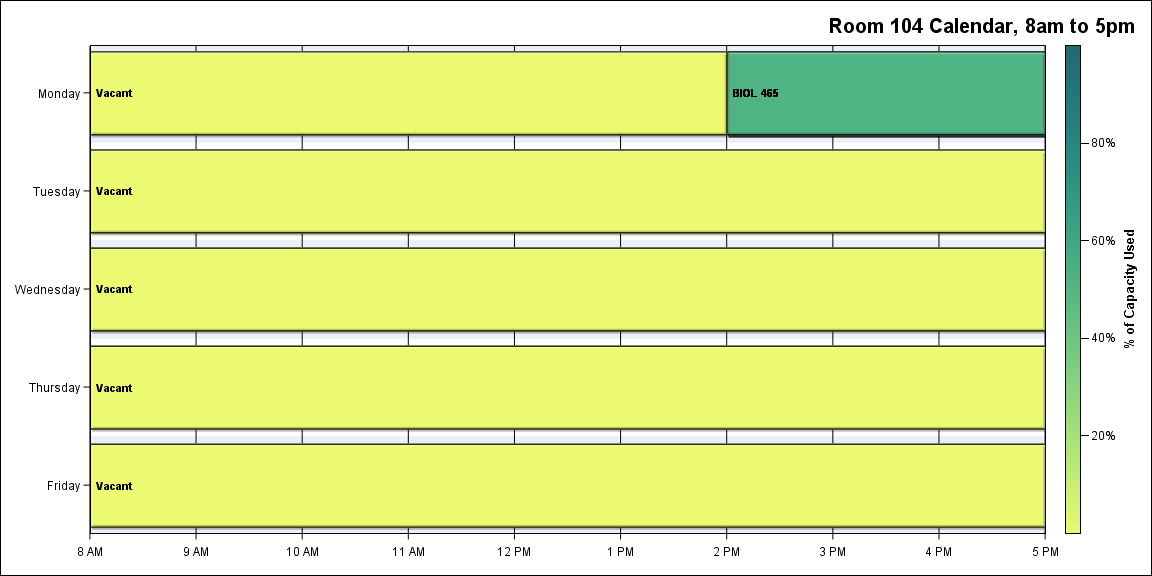 Room 104 Calendar, 8am to 5pm
Monday
Vacant
BIOL 465
Tuesday
Vacant
Wednesday
Vacant
Thursday
Vacant
Friday
Vacant
8 AM 9 AM 10 AM 11 AM 12 PM 1 PM 2 PM 3 PM 4 PM 5 PM
80%
60%
40%
20%
% of Capacity Used